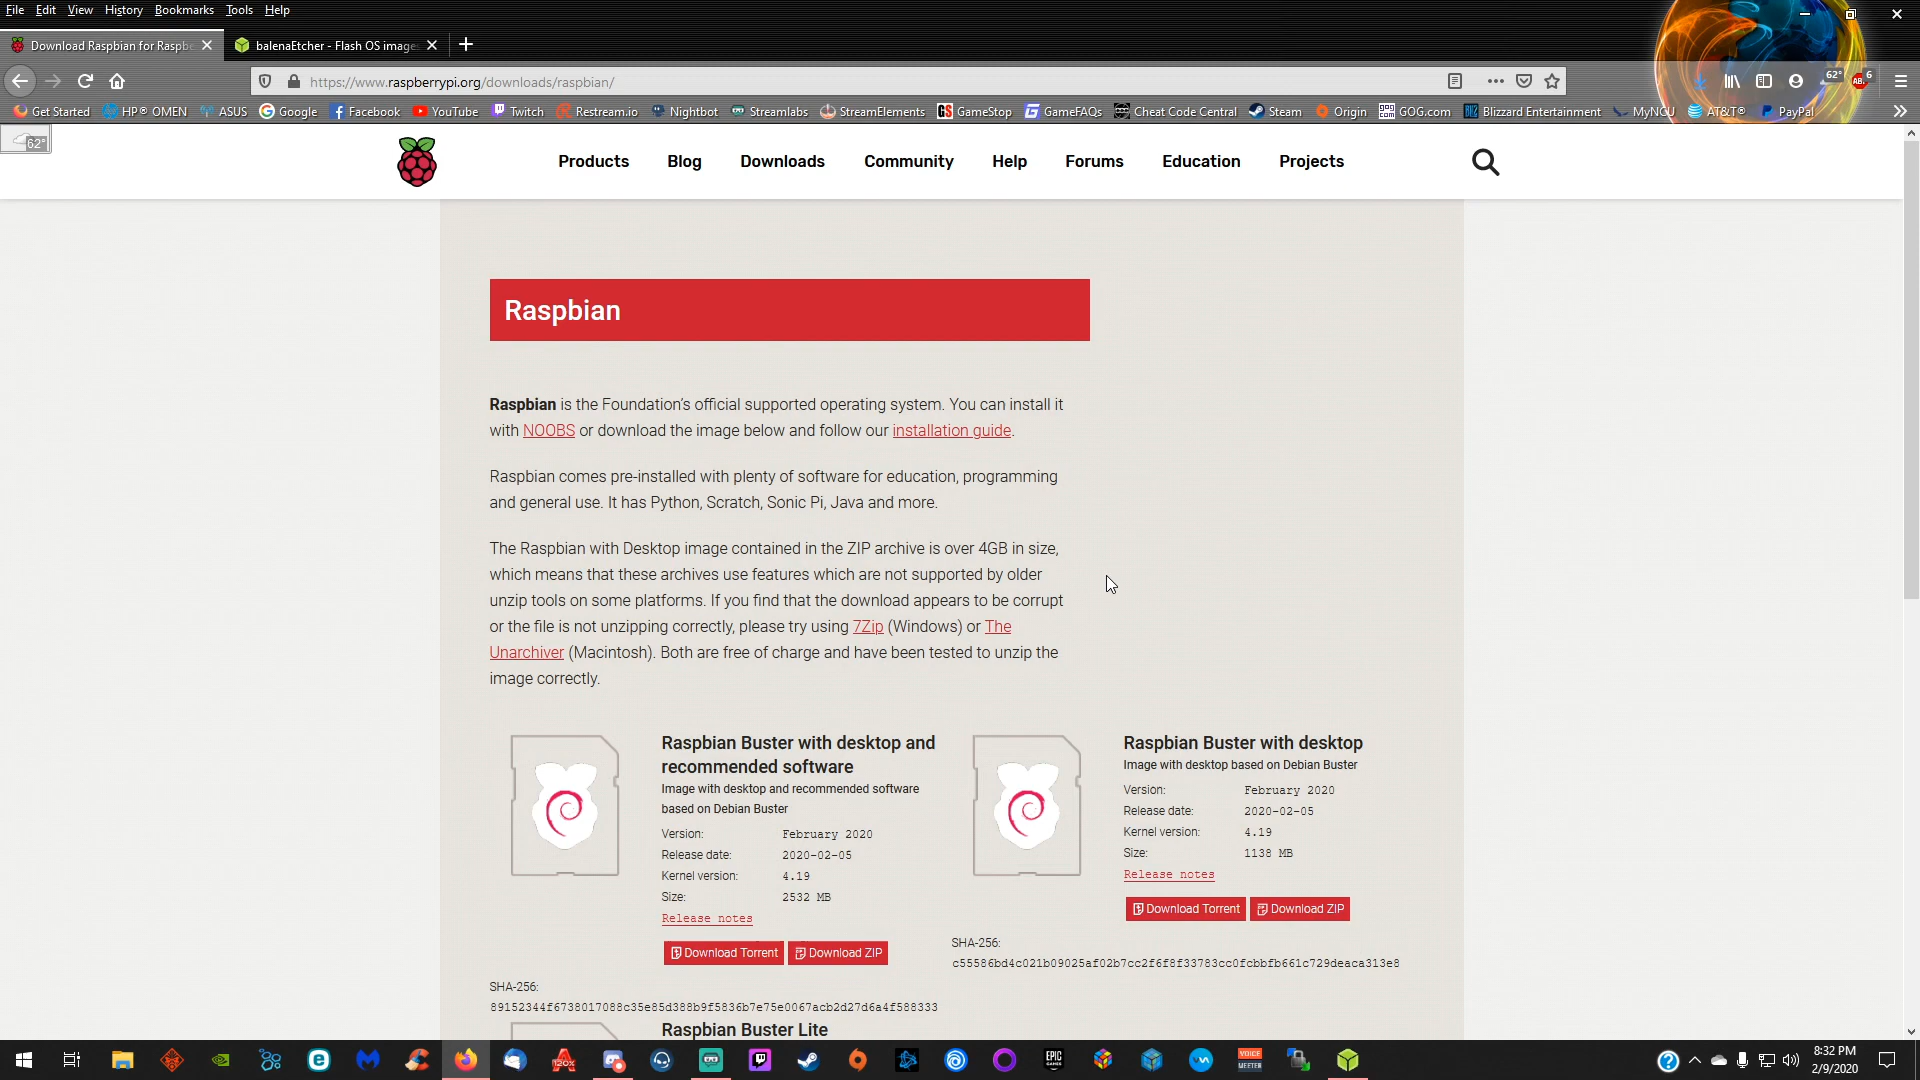 File Edit View History Bookmarks Tools Help
Download Raspbian for Raspbe
balenaEtcher - Flash OS images
https://www.raspberrypi.org/downloads/raspbian/
62°
6
Get Started HP® OMEN ASUS Google Facebook YouTube Twitch Restream.io Nightbot Streamlabs StreamElements GameStop GameFAQs Cheat Code Central Steam Origin GOG.com Blizzard Entertainment MyNCU AT&T® PayPal
62°
Products Blog Downloads Community Help Forums Education Projects
Raspbian
Raspbian is the Foundation's official supported operating system. You can install it
with NOOBS or download the image below and follow our installation guide.
Raspbian comes pre-installed with plenty of software for education, programming
and general use. It has Python, Scratch, Sonic Pi, Java and more.
The Raspbian with Desktop image contained in the ZIP archive is over 4GB in size,
which means that these archives use features which are not supported by older
unzip tools on some platforms. If you find that the download appears to be corrupt
or the file is not unzipping correctly, please try using 7Zip (Windows) or The
Unarchiver (Macintosh). Both are free of charge and have been tested to unzip the
image correctly.
Raspbian Buster with desktop and
recommended software
Image with desktop and recommended software
based on Debian Buster
Version: February 2020
Release date: 2020-02-05
Kernel version: 4.19
Size: 2532 MB
Release notes
Download Torrent Download ZIP
SHA-256:
89152344f6738017088c35e85d388b9f5836b7e75e0067acb2d27d6a4f588333
Raspbian Buster with desktop
Image with desktop based on Debian Buster
Version: February 2020
Release date: 2020-02-05
Kernel version: 4.19
Size: 1138 MB
Release notes
Download Torrent Download ZIP
SHA-256:
c55586bd4c021b09025af02b7cc2f6f8f33783cc0fcbbfb661c729deaca313e8
Raspbian Buster Lite
8:32 PM
2/9/2020